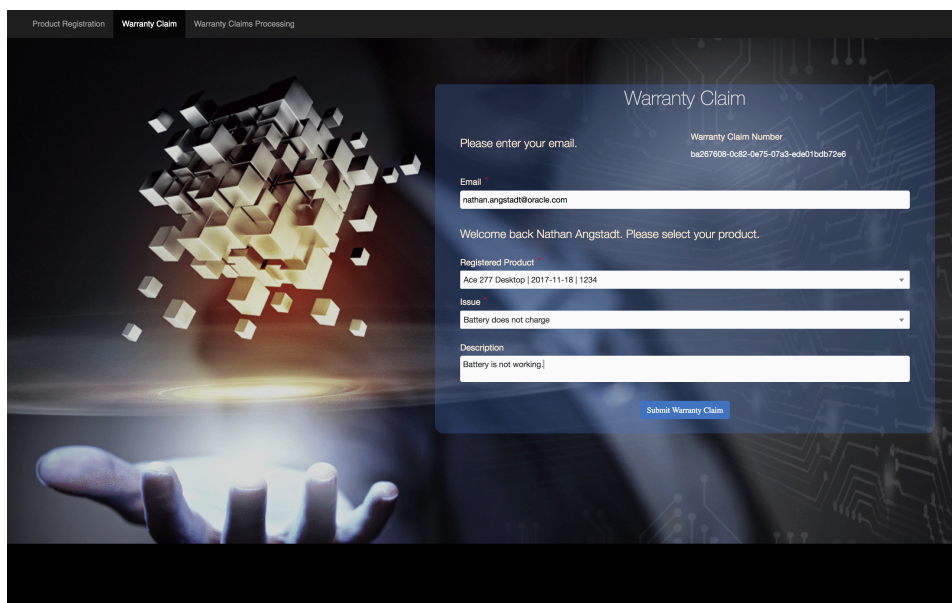 Product Registration Warranty Claim Warranty Claims Processing
Warranty Claim
Please enter your email.
Warranty Claim Number
ba267608-0c82-0e75-07a3-ede01bdb72e6
Email *
nathan.angstadt@oracle.com
Welcome back Nathan Angstadt. Please select your product.
Registered Product *
Ace 277 Desktop | 2017-11-18 | 1234
Issue *
Battery does not charge
Description
Battery is not working.
Submit Warranty Claim